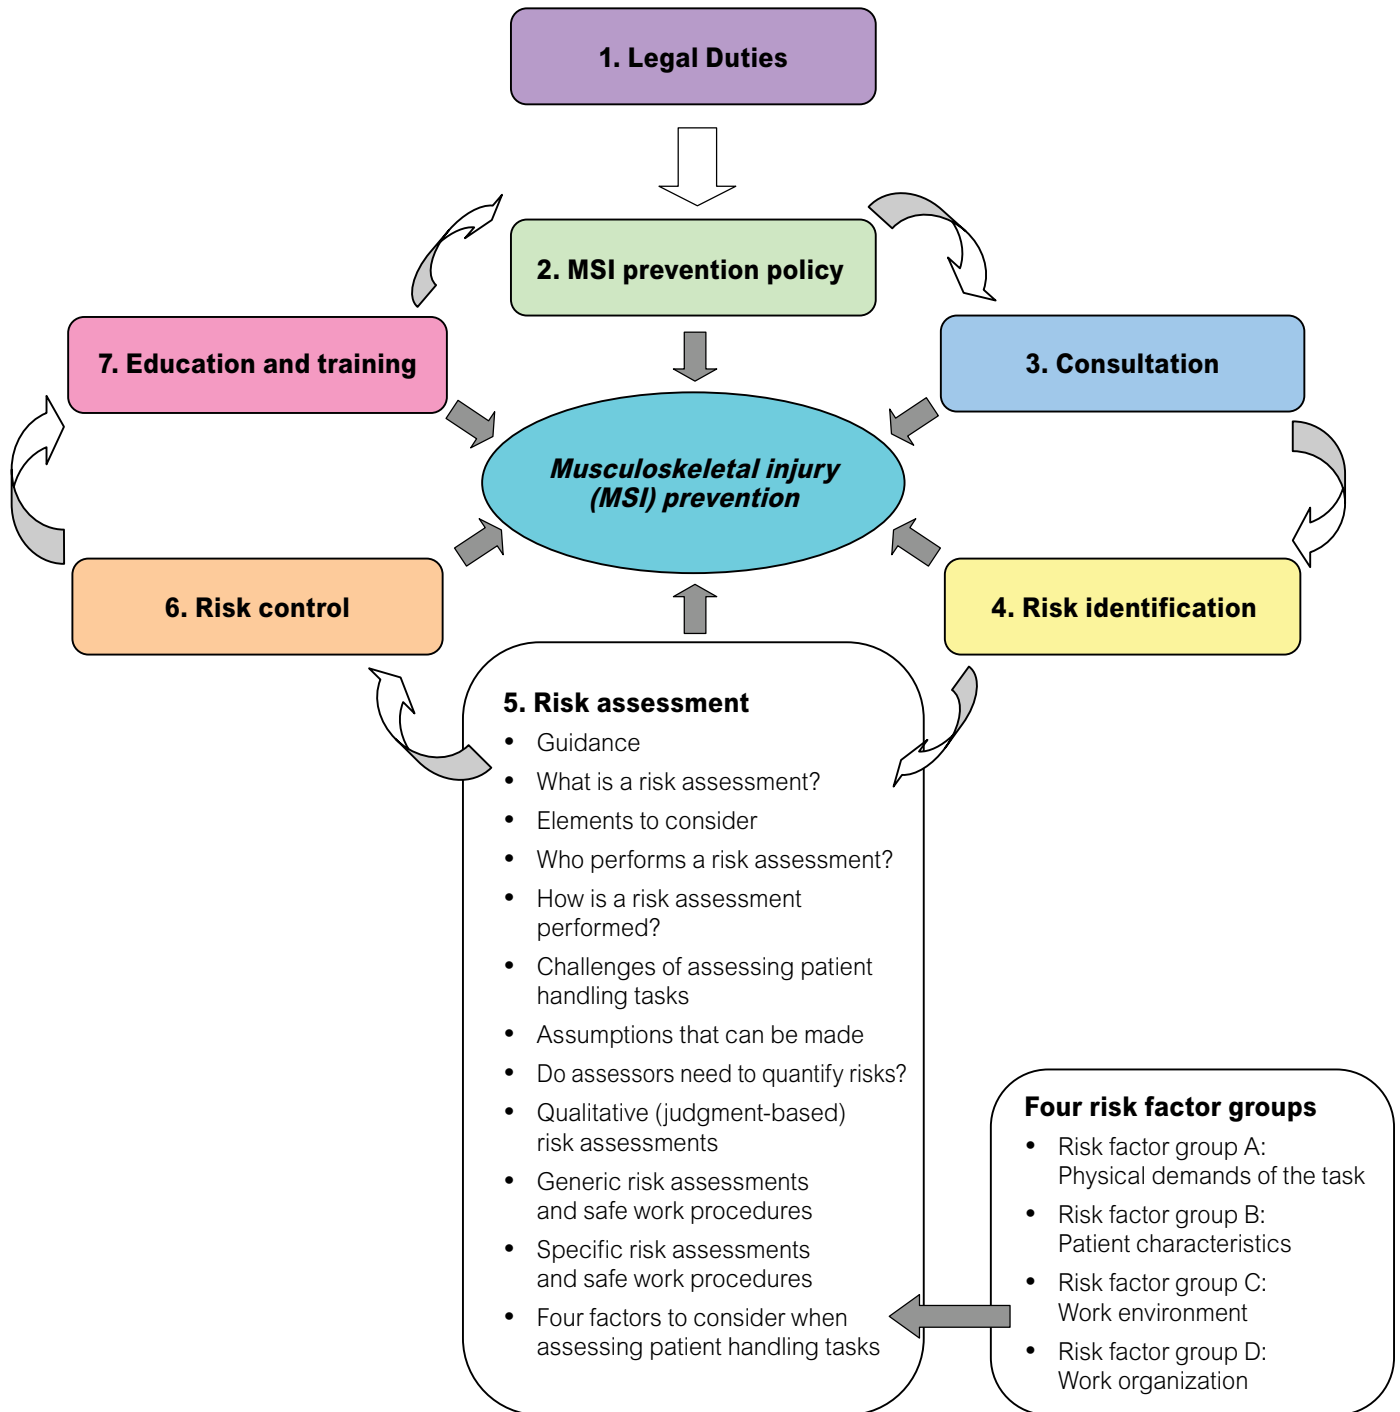 1. Legal Duties
2. MSI prevention policy
7. Education and training
3. Consultation
Musculoskeletal injury
(MSI) prevention
6. Risk control
4. Risk identification
5. Risk assessment
• Guidance
• What is a risk assessment?
• Elements to consider
• Who performs a risk assessment?
• How is a risk assessment
performed?
• Challenges of assessing patient
handling tasks
• Assumptions that can be made
• Do assessors need to quantify risks?
• Qualitative (judgment-based)
risk assessments
• Generic risk assessments
and safe work procedures
• Specific risk assessments
and safe work procedures
• Four factors to consider when
assessing patient handling tasks
Four risk factor groups
• Risk factor group A:
Physical demands of the task
• Risk factor group B:
Patient characteristics
• Risk factor group C:
Work environment
• Risk factor group D:
Work organization